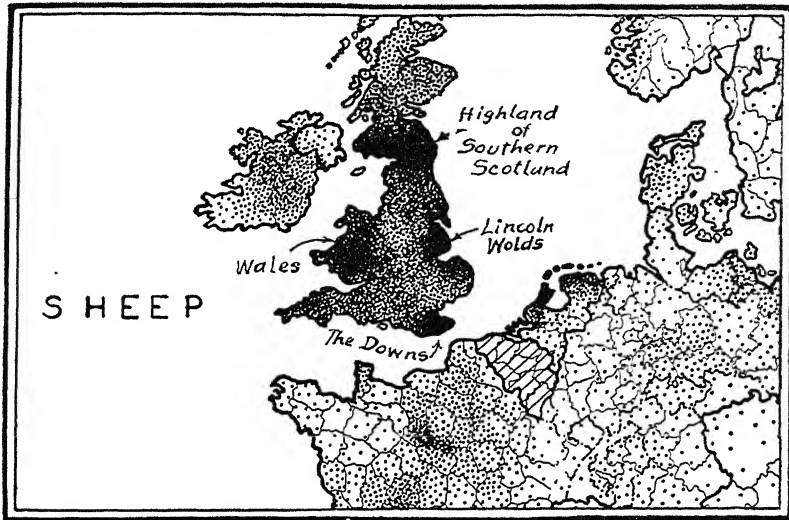 Highland
of
Southern
Scotland
Lincoln
Wolds
Wales
SHEEP
The Downs